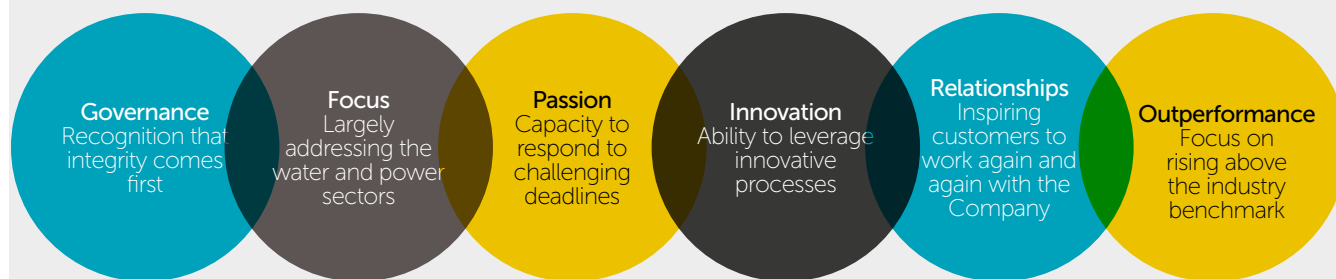 Governance
Recognition that
integrity comes
first
Focus
Largely
addressing the
water and power
sectors
Passion
Capacity to
respond to
challenging
deadlines
Innovation
Ability to leverage
innovative
processes
Relationships
Inspiring
customers to
work again and
again with the
Company
Outperformance
Focus on
rising above
the industry
benchmark